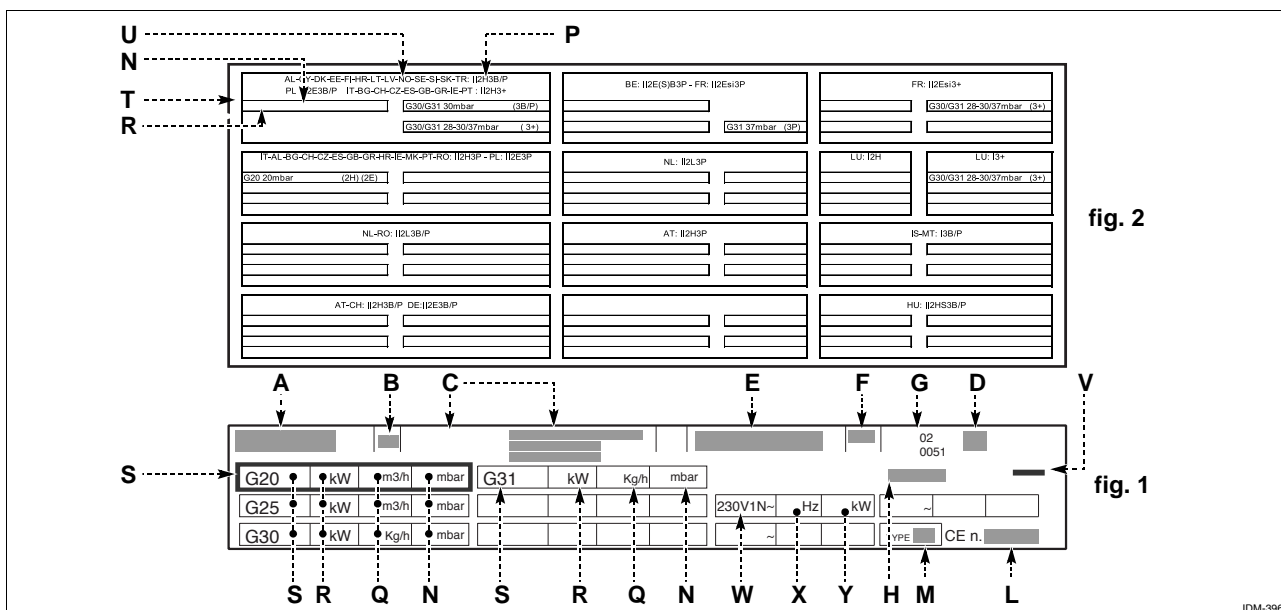 U P
N
T
R
AL-CY-DK-EE-FI-HR-LT-LV-NO-SE-SI-SK-TR: II2H3B/P
PL : II2E3B/P IT-BG-CH-CZ-ES-GB-GR-IE-PT : II2H3+
G30/G31 30mbar (3B/P)
G30/G31 28-30/37mbar ( 3+)
BE: II2E(S)B3P - FR: II2Esi3P
G31 37mbar (3P)
FR: II2Esi3+
G30/G31 28-30/37mbar (3+)
IT-AL-BG-CH-CZ-ES-GB-GR-HR-IE-MK-PT-RO: II2H3P - PL: II2E3P
G20 20mbar (2H) (2E)
NL: II2L3P
LU: I2H
LU: I3+
G30/G31 28-30/37mbar (3+)
fig. 2
NL-RO: II2L3B/P
AT: II2H3P
IS-MT: I3B/P
AT-CH: II2H3B/P DE:II2E3B/P
HU: II2HS3B/P
A B C E F G D V
02
0051
S
G20 kW m3/h mbar G31 kW Kg/h mbar
fig. 1
G25 kW m3/h mbar 230V1N~ Hz kW ~
G30 kW Kg/h mbar ~ YPE CE n.
S R Q N S R Q N W X Y H M L
IDM-396